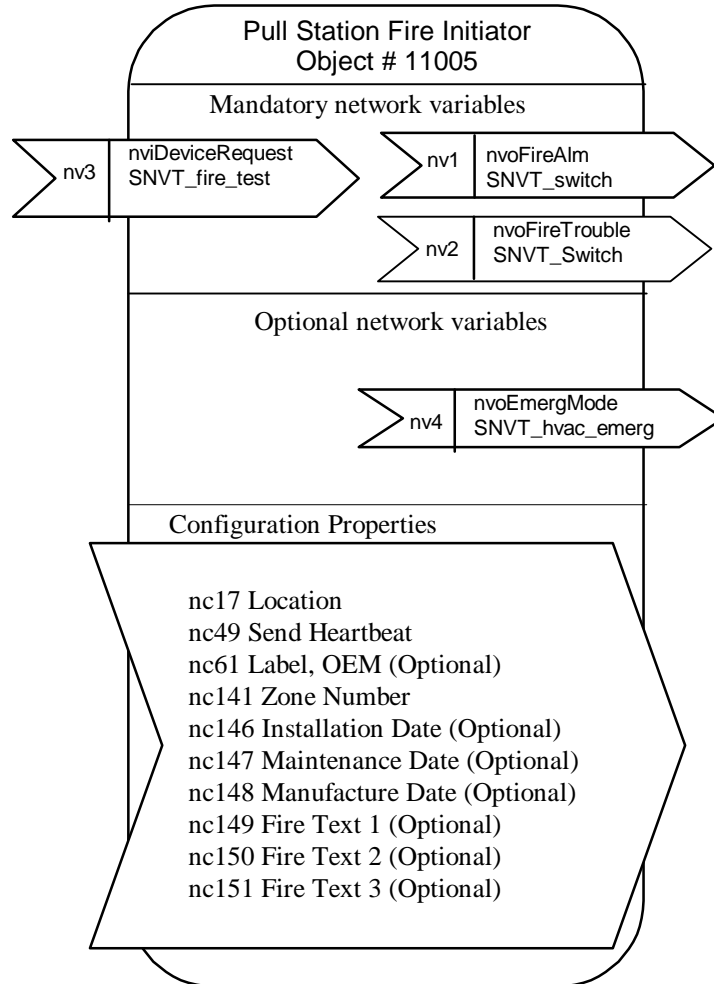 Pull Station Fire Initiator
Object # 11005
Mandatory network variables
nv3
nviDeviceRequest
SNVT_fire_test
nv1
nvoFireAlm
SNVT_switch
nv2
nvoFireTrouble
SNVT_Switch
Optional network variables
nv4
nvoEmergMode
SNVT_hvac_emerg
Configuration Properties
nc17 Location
nc49 Send Heartbeat
nc61 Label, OEM (Optional)
nc141 Zone Number
nc146 Installation Date (Optional)
nc147 Maintenance Date (Optional)
nc148 Manufacture Date (Optional)
nc149 Fire Text 1 (Optional)
nc150 Fire Text 2 (Optional)
nc151 Fire Text 3 (Optional)